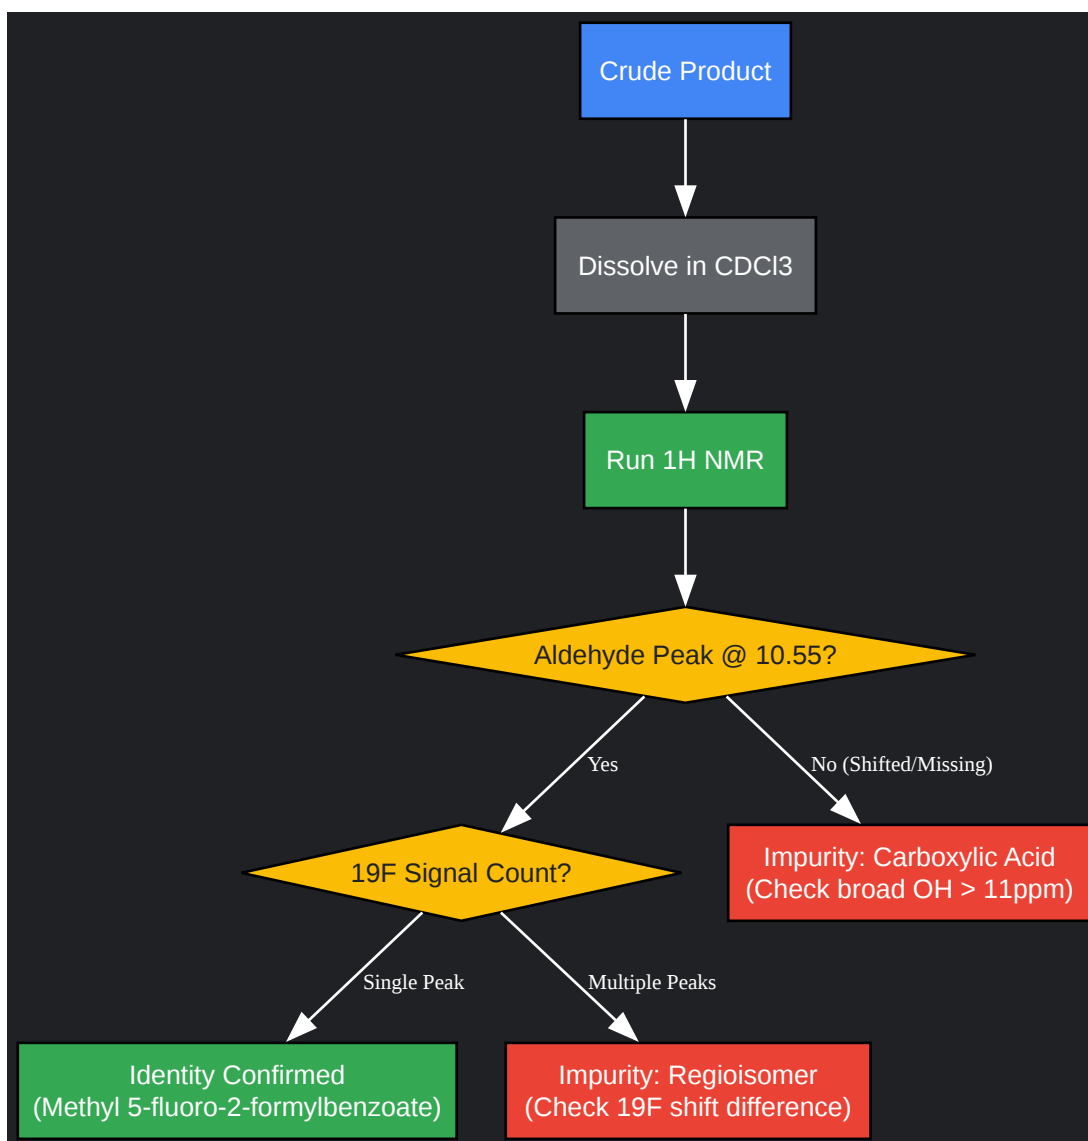 Crude Product
Dissolve in CDCl3
Run 1H NMR
Aldehyde Peak @ 10.55?
Yes
No (Shifted/Missing)
19F Signal Count?
Impurity: Carboxylic Acid
(Check broad OH > 11ppm)
Single Peak
Multiple Peaks
Identity Confirmed
(Methyl 5-fluoro-2-formylbenzoate)
Impurity: Regioisomer
(Check 19F shift difference)